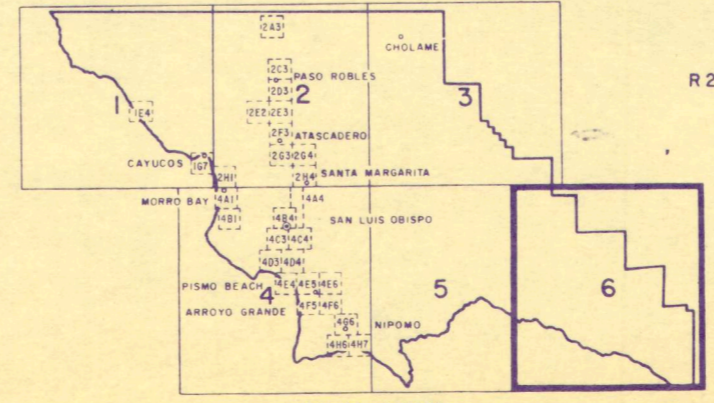 2A3
CHOLAME
2C3
PASO ROBLES
R 2
2D3
1
2
3
1E4
2E2 2E3
2F3
ATASCADERO
CAYUCOS
1G7
2G3 2G4
2H1
2H4
SANTA MARGARITA
MORRO BAY
4A1
4A4
4B1
4B4
SAN LUIS OBISPO
4C3 4C4
4D3 4D4
PISMO BEACH
4E4 4E5 4E6
4
5
6
ARROYO GRANDE
4F5 4F6
4G6
NIPOMO
4H6 4H7